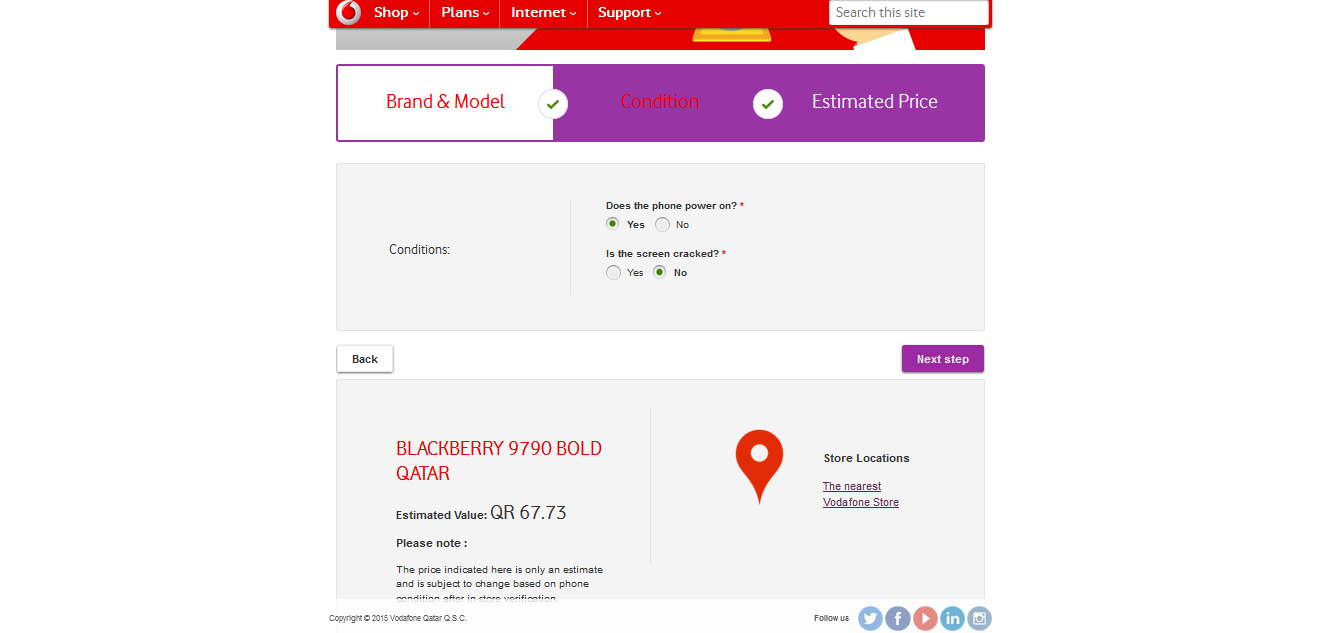 Shop Plans Internet Support Search this site
Brand & Model Condition Estimated Price
Does the phone power on? *
Yes No
Conditions:
Is the screen cracked? *
Yes No
Back Next step
BLACKBERRY 9790 BOLD
QATAR
Estimated Value: QR 67.73
Please note :
The price indicated here is only an estimate
and is subject to change based on phone
condition after in-store verification.
Store Locations
The nearest
Vodafone Store
Copyright © 2015 Vodafone Qatar Q.S.C. Follow us